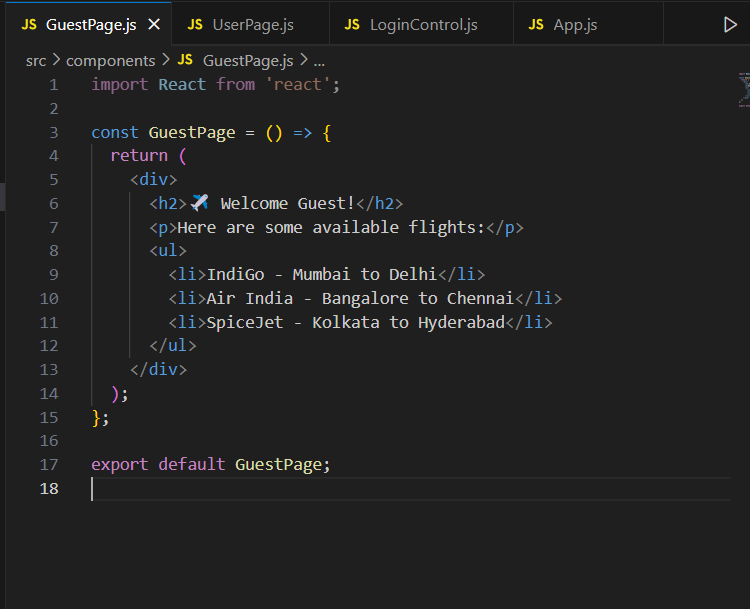 JS GuestPage.js × JS UserPage.js JS LoginControl.js JS App.js
src > components > JS GuestPage.js > ...
1 import React from 'react';
2
3 const GuestPage = () => {
4   return (
5     <div>
6       <h2>✈️ Welcome Guest!</h2>
7       <p>Here are some available flights:</p>
8       <ul>
9         <li>IndiGo - Mumbai to Delhi</li>
10         <li>Air India - Bangalore to Chennai</li>
11         <li>SpiceJet - Kolkata to Hyderabad</li>
12       </ul>
13     </div>
14   );
15 };
16
17 export default GuestPage;
18